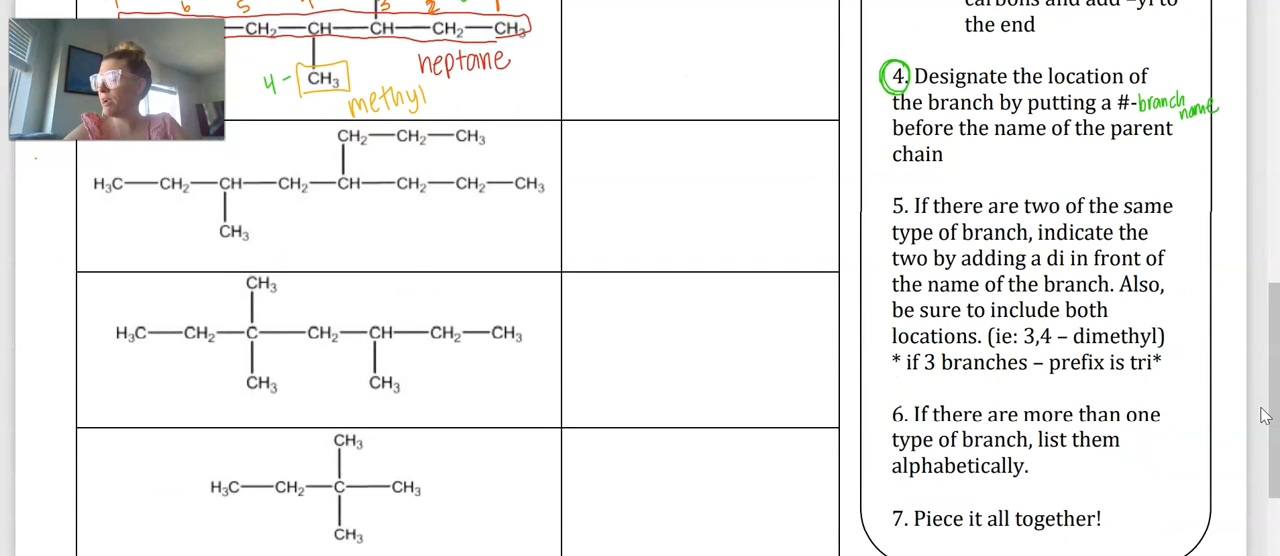 6 5 3 2 1
CH₂—CH—CH—CH₂—CH₃
heptane
4 - CH₃
methyl
CH₂—CH₂—CH₃
H₃C—CH₂—CH—CH₂—CH—CH₂—CH₂—CH₃
CH₃
CH₃
H₃C—CH₂—C—CH₂—CH—CH₂—CH₃
CH₃ CH₃
CH₃
H₃C—CH₂—C—CH₃
CH₃
carbons and add –yl to
the end
4. Designate the location of
the branch by putting a #-branch name
before the name of the parent
chain
5. If there are two of the same
type of branch, indicate the
two by adding a di in front of
the name of the branch. Also,
be sure to include both
locations. (ie: 3,4 – dimethyl)
* if 3 branches – prefix is tri*
6. If there are more than one
type of branch, list them
alphabetically.
7. Piece it all together!